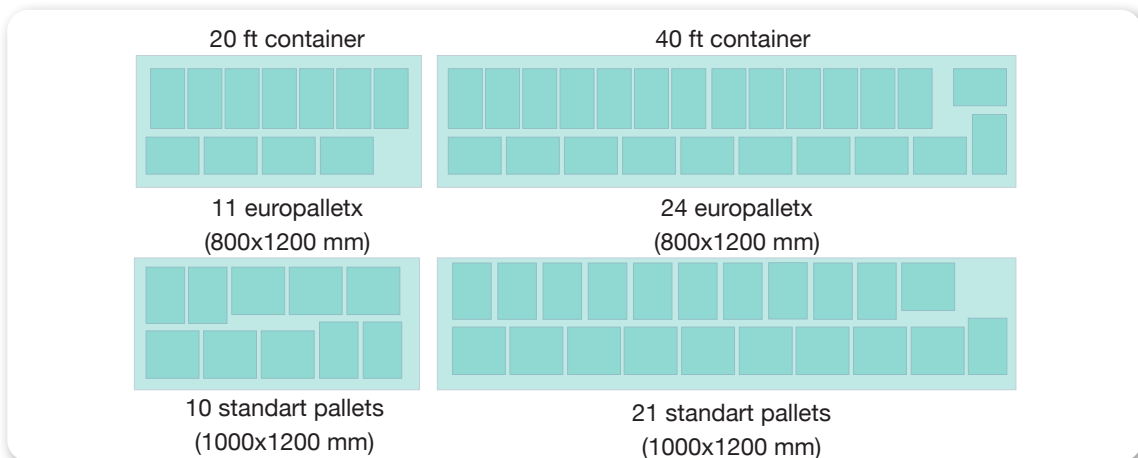 20 ft container
40 ft container
11 europalletx
(800x1200 mm)
24 europalletx
(800x1200 mm)
10 standart pallets
(1000x1200 mm)
21 standart pallets
(1000x1200 mm)